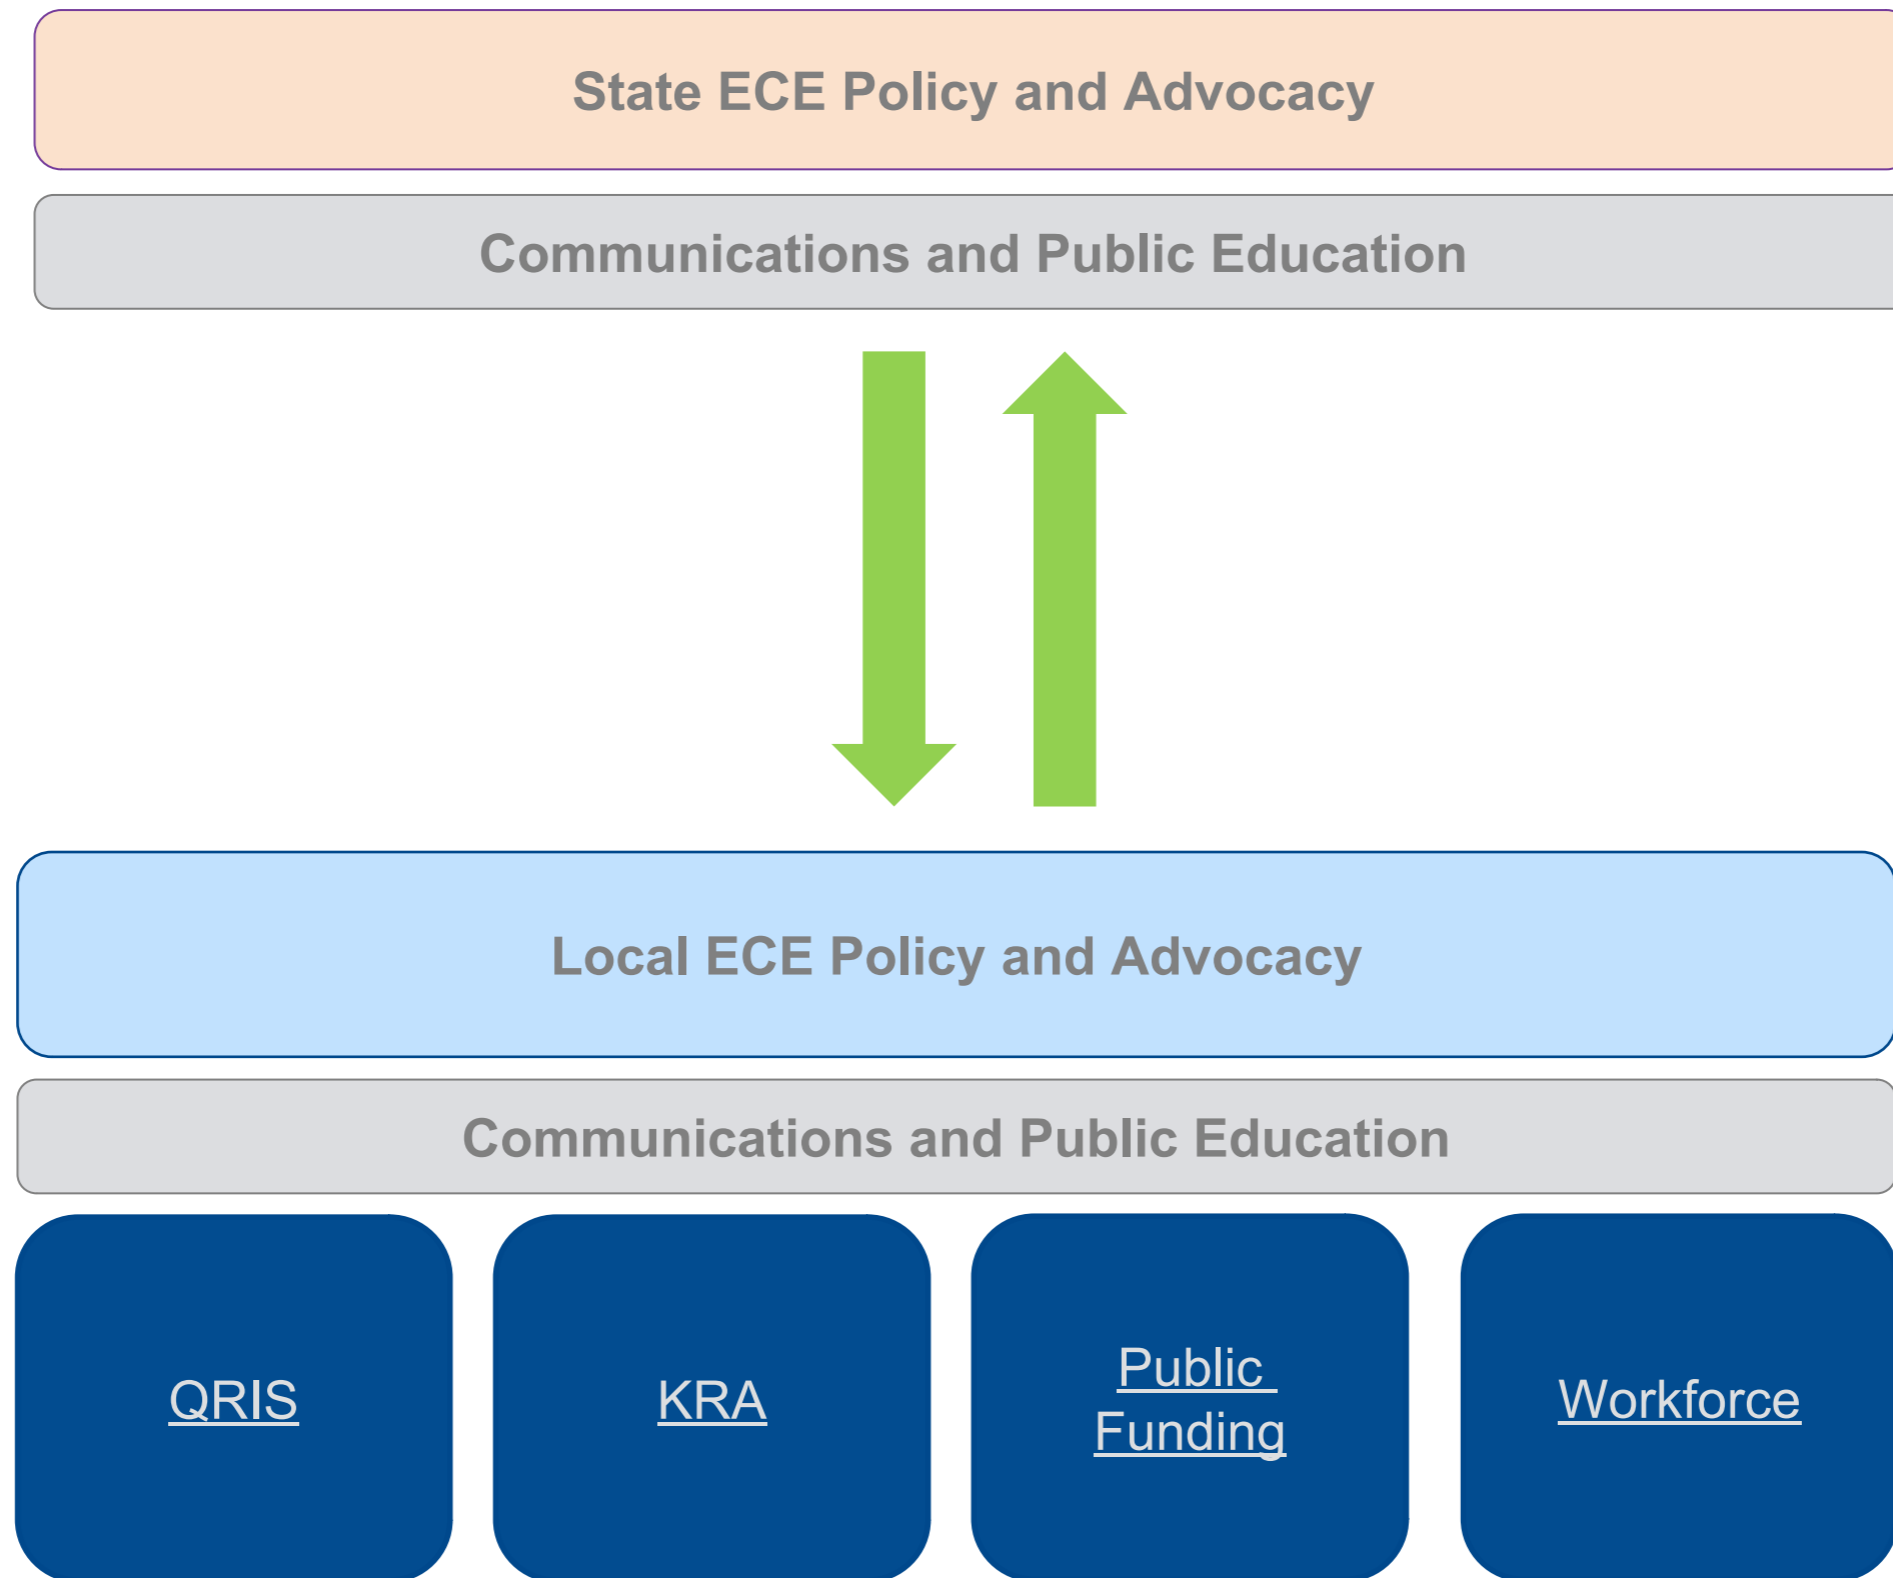 State ECE Policy and Advocacy
Communications and Public Education
Local ECE Policy and Advocacy
Communications and Public Education
QRIS
KRA
Public
Funding
Workforce